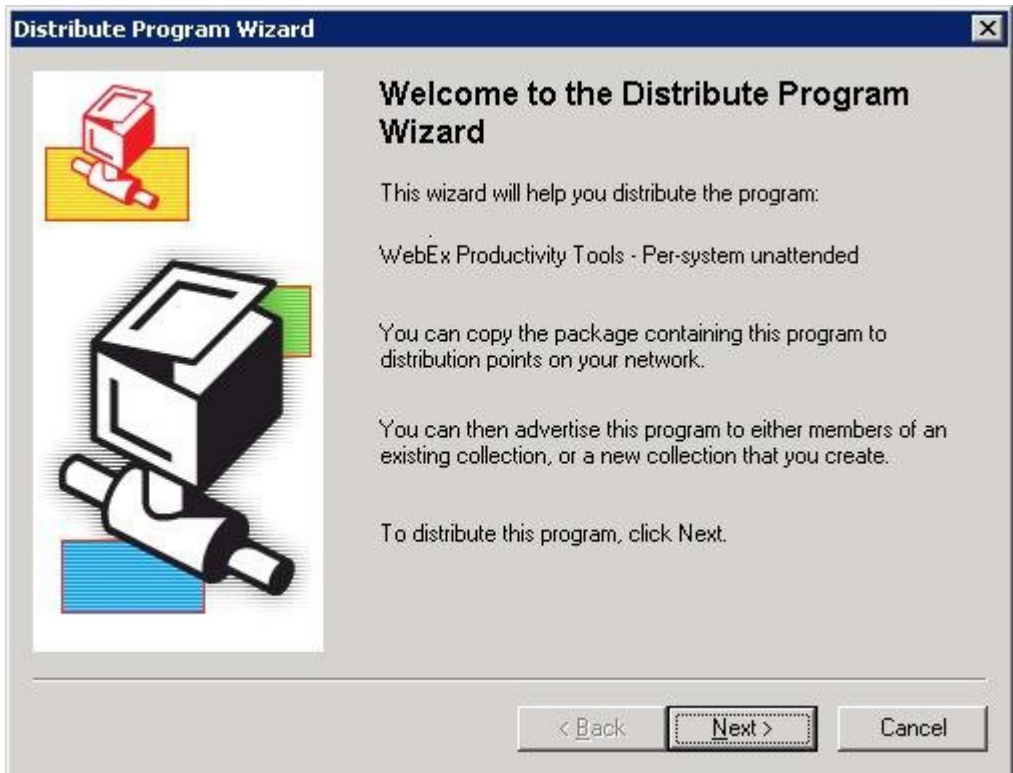 Distribute Program Wizard
Welcome to the Distribute Program
Wizard
This wizard will help you distribute the program:
WebEx Productivity Tools - Per-system unattended
You can copy the package containing this program to
distribution points on your network.
You can then advertise this program to either members of an
existing collection, or a new collection that you create.
To distribute this program, click Next.
< Back
Next >
Cancel